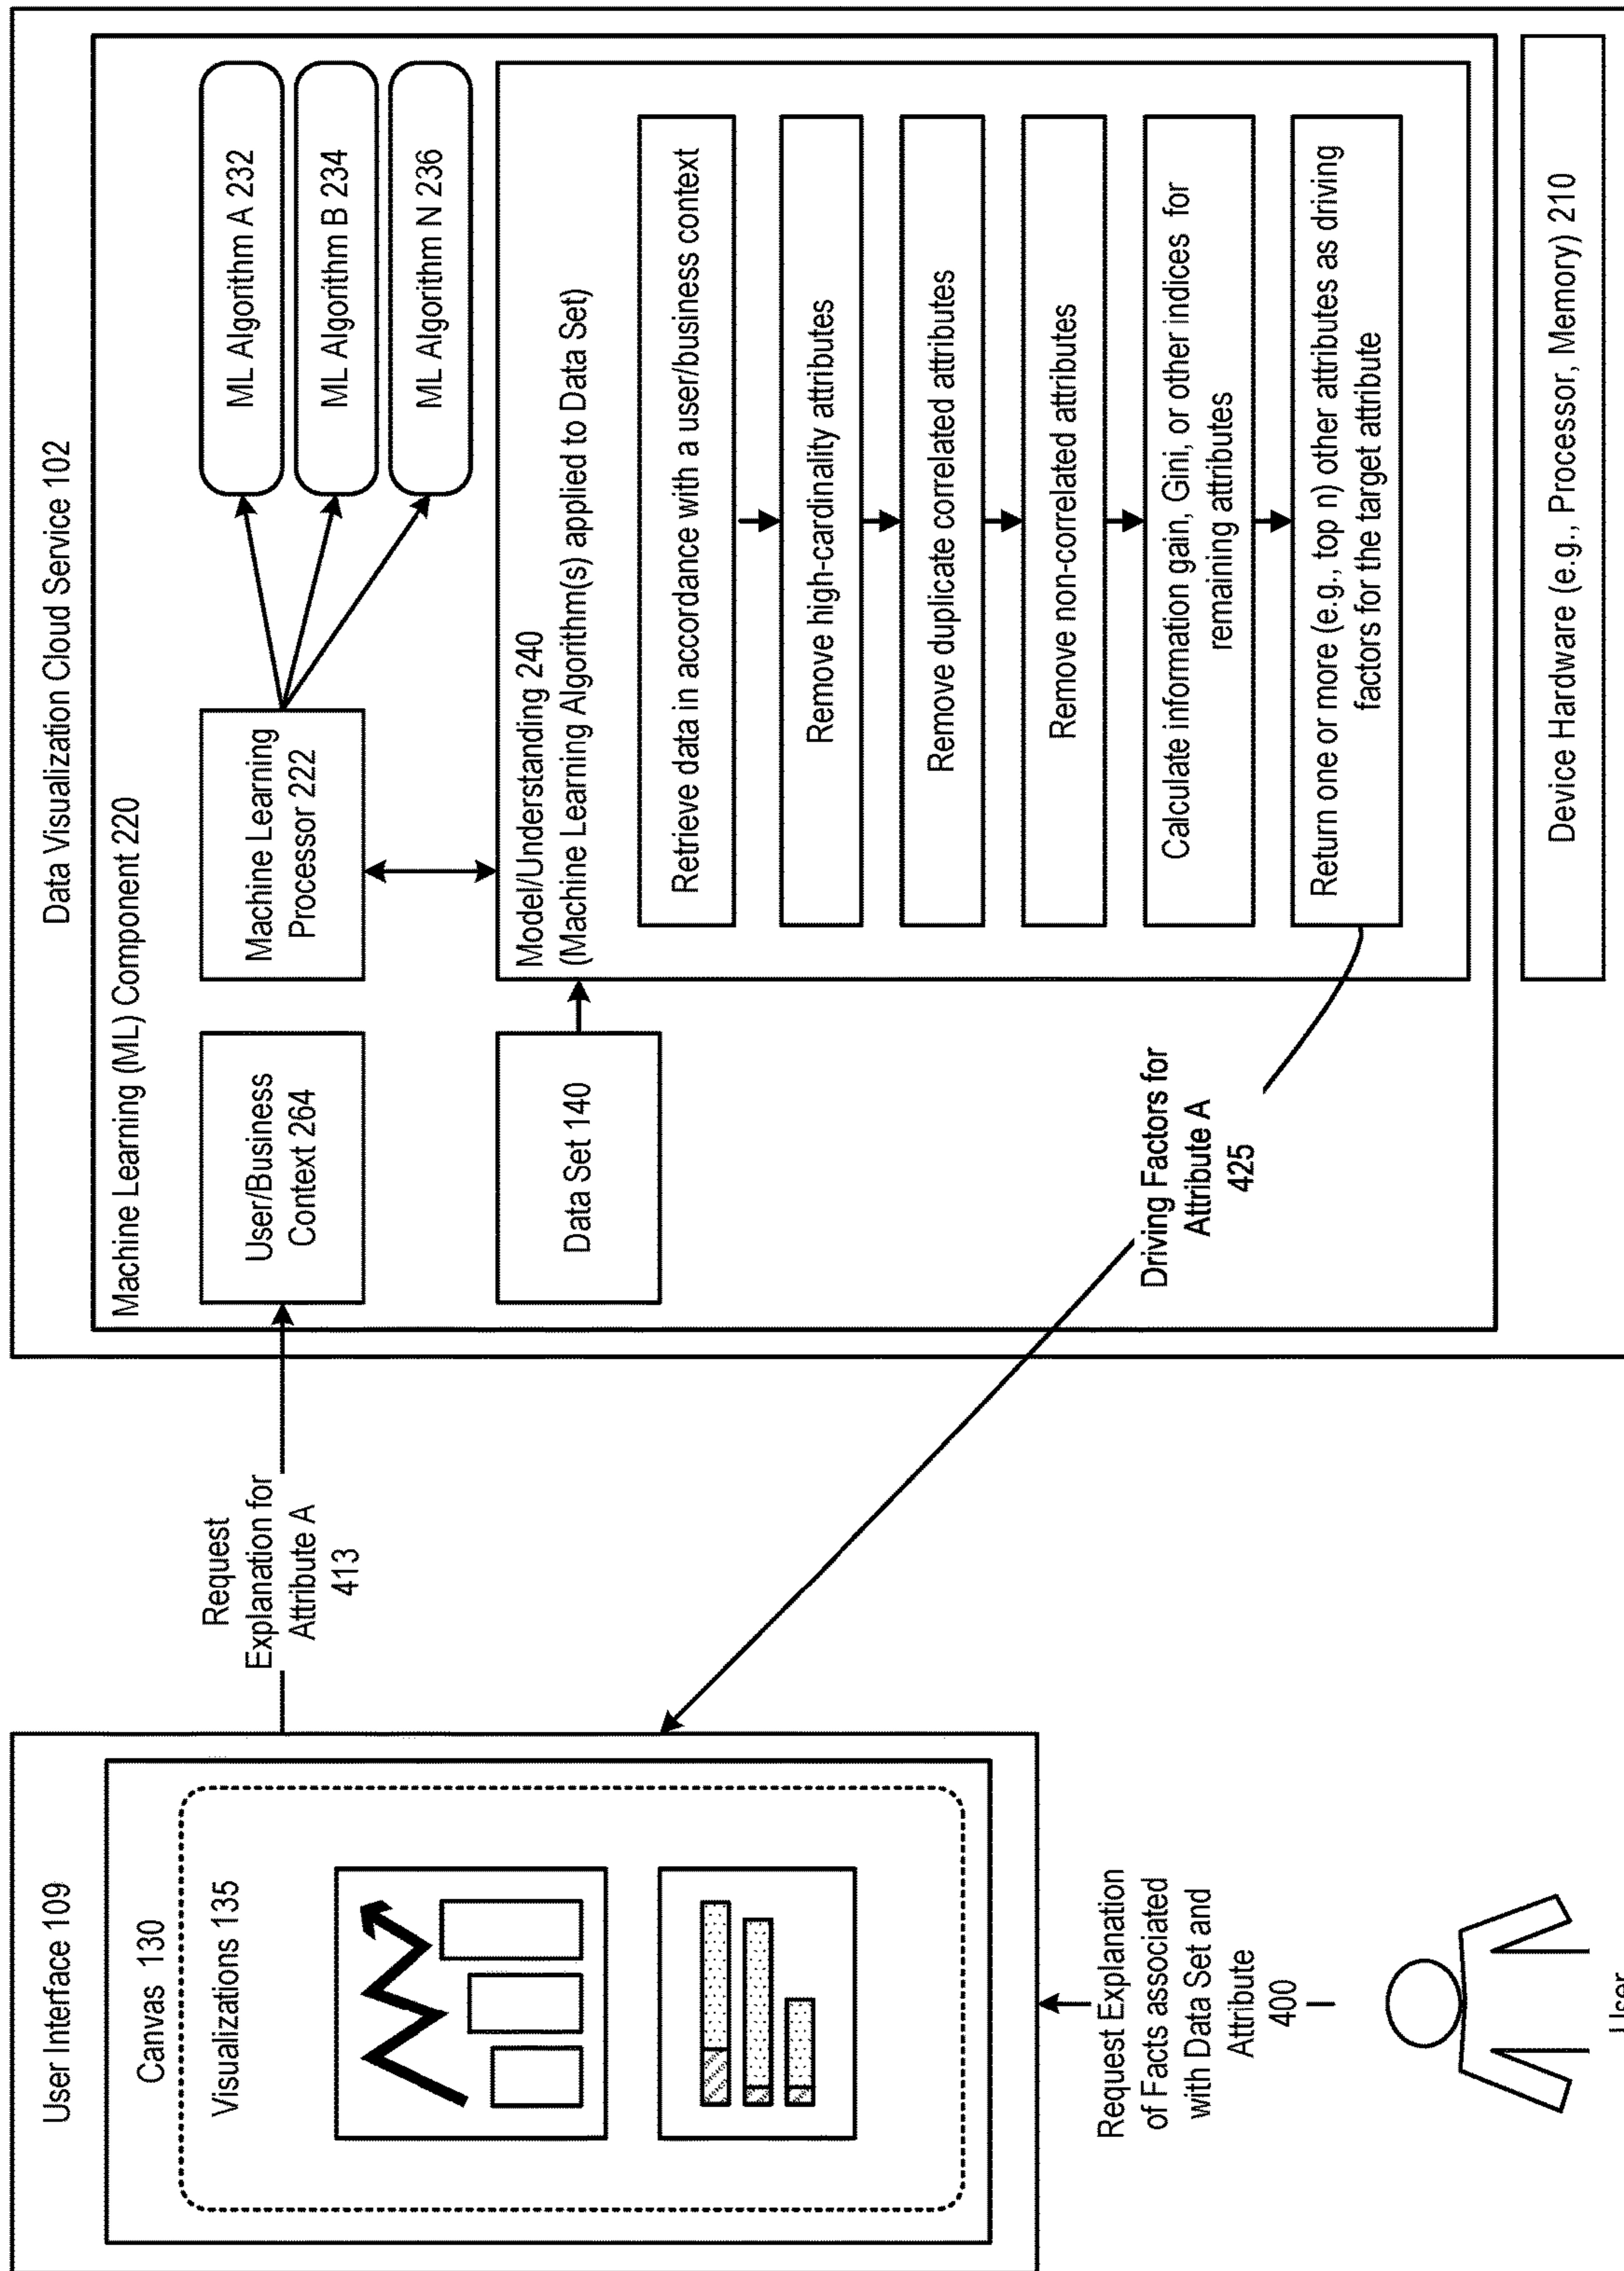 User Interface 109
Canvas 130
Visualizations 135
Request Explanation
of Facts associated
with Data Set and
Attribute
400
User
Request
Explanation for
Attribute A
413
Data Visualization Cloud Service 102
Machine Learning (ML) Component 220
User/Business
Context 264
Machine Learning
Processor 222
ML Algorithm A 232
ML Algorithm B 234
ML Algorithm N 236
Data Set 140
Model/Understanding 240
(Machine Learning Algorithm(s) applied to Data Set)
Retrieve data in accordance with a user/business context
Remove high-cardinality attributes
Remove duplicate correlated attributes
Remove non-correlated attributes
Calculate information gain, Gini, or other indices for
remaining attributes
Return one or more (e.g., top n) other attributes as driving
factors for the target attribute
Driving Factors for
Attribute A
425
Device Hardware (e.g., Processor, Memory) 210